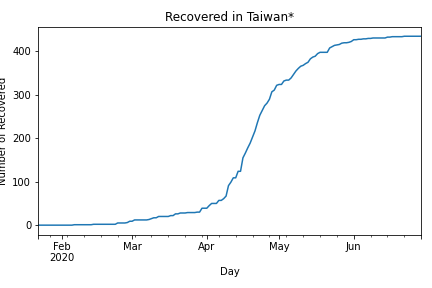 Recovered in Taiwan*
Number of Recovered
400
300
200
100
0
Feb
2020
Mar
Apr
May
Jun
Day